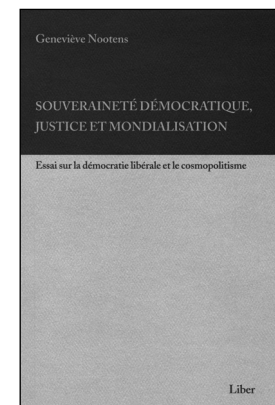 Geneviève Nootens
SOUVERAINETÉ DÉMOCRATIQUE,
JUSTICE ET MONDIALISATION
Essai sur la démocratie libérale et le cosmopolitisme
Liber